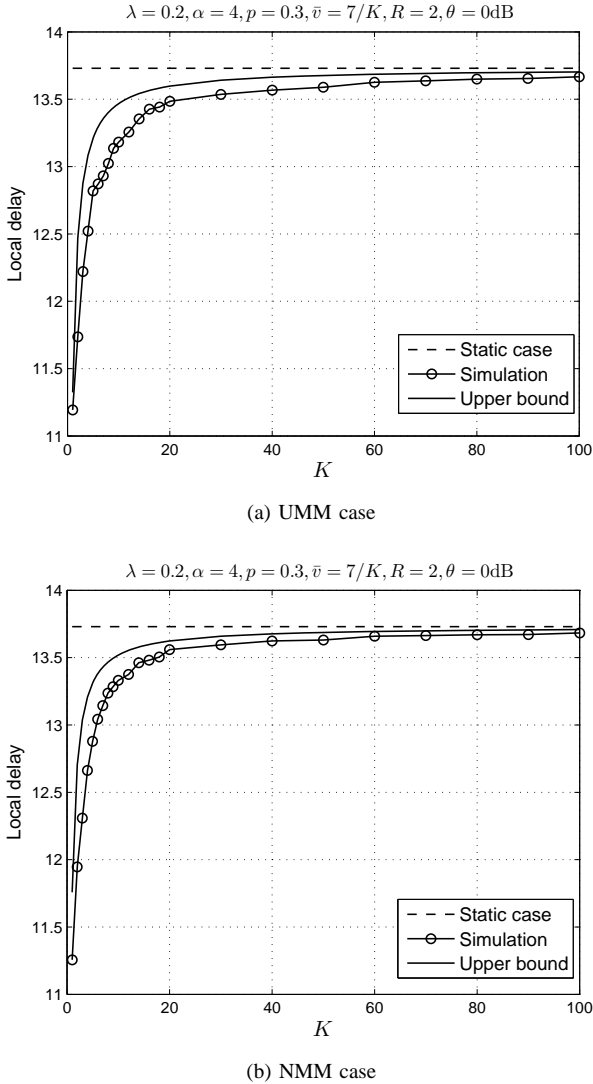 λ = 0.2, α = 4, p = 0.3, v̄ = 7/K, R = 2, θ = 0dB
14
13.5
13
12.5
12
11.5
11
Local delay
Static case
Simulation
Upper bound
0 20 40 60 80 100
K
(a) UMM case
λ = 0.2, α = 4, p = 0.3, v̄ = 7/K, R = 2, θ = 0dB
14
13.5
13
12.5
12
11.5
11
Local delay
Static case
Simulation
Upper bound
0 20 40 60 80 100
K
(b) NMM case